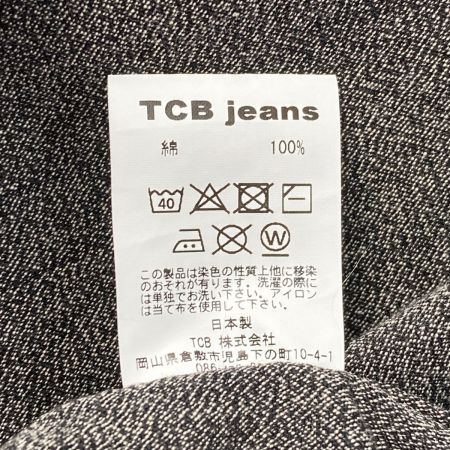 TCB jeans
綿 100%
40
W
この製品は染色の性質上他に移染
のおそれが有ります。洗濯の際に
は単独でお洗い下さい。アイロン
は当て布を使用して下さい。
日本製
TCB 株式会社
岡山県倉敷市児島下の町10-4-1